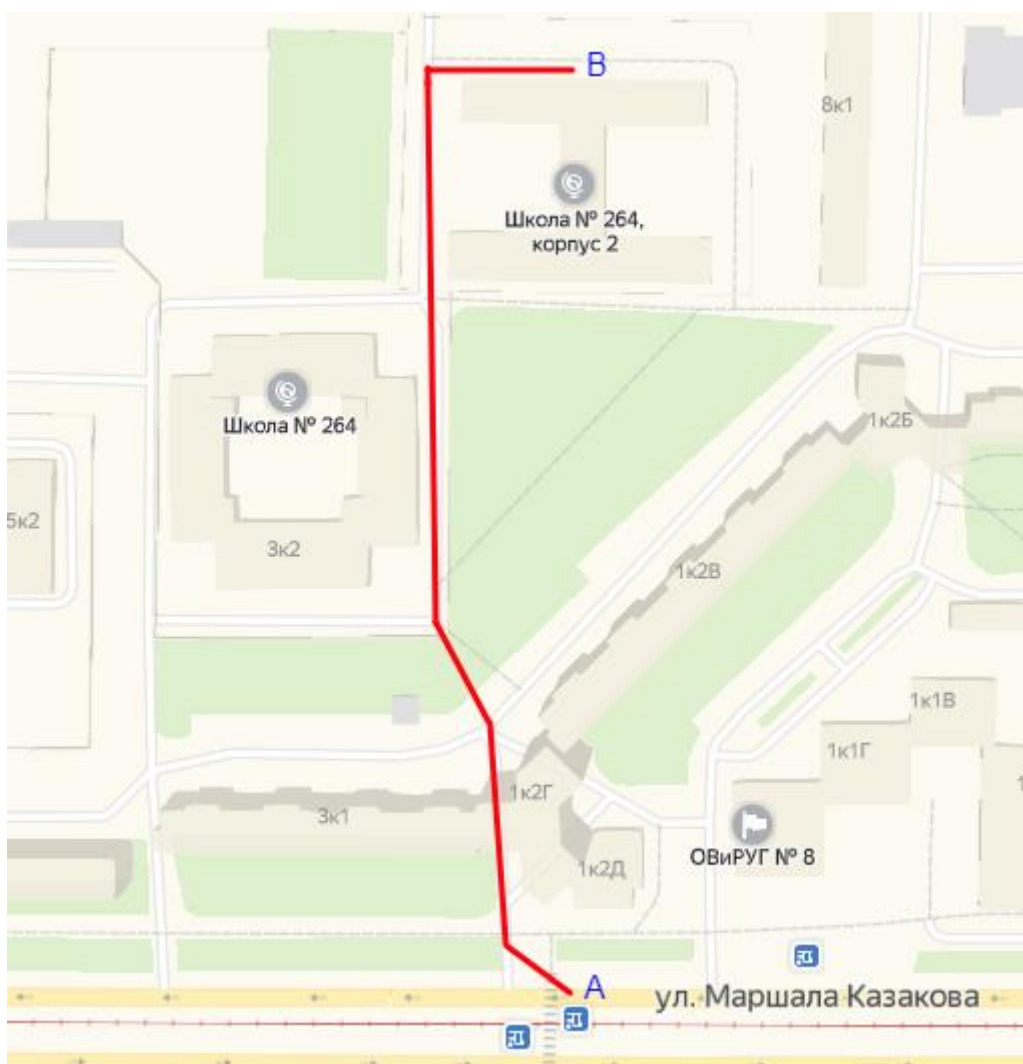 B
8к1
Школа № 264,
корпус 2
Школа № 264
1к2Б
5к2
3к2
1к2В
1к1В
1к1Г
1к2Г
3к1
ОВиРУГ № 8
1к2Д
A
ул. Маршала Казакова